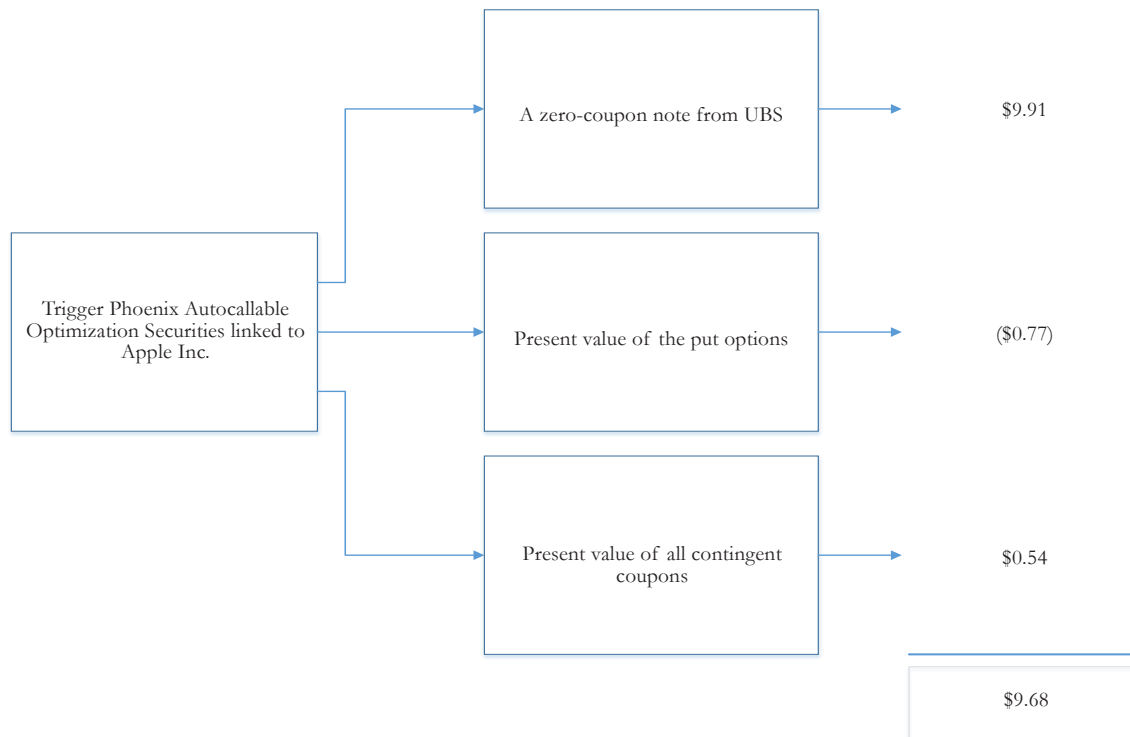 A zero-coupon note from UBS
$9.91
Trigger Phoenix Autocallable
Optimization Securities linked to
Apple Inc.
Present value of the put options
($0.77)
Present value of all contingent
coupons
$0.54
$9.68